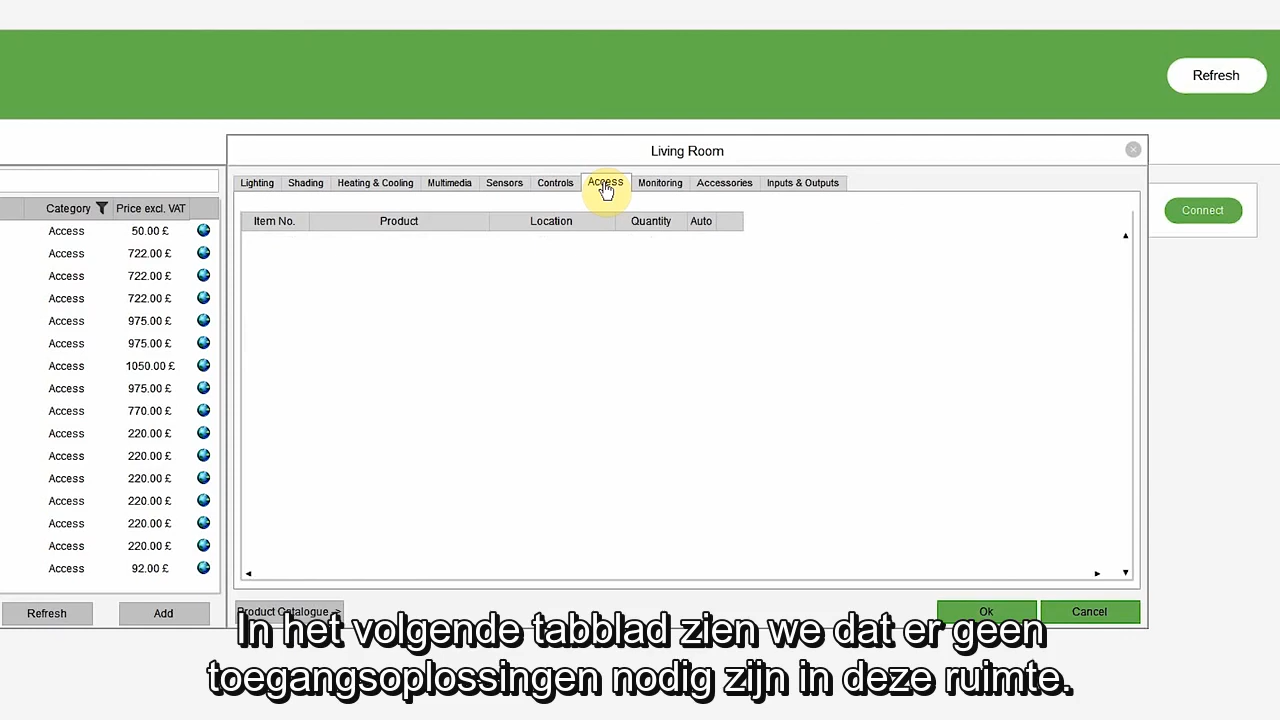 Refresh
Living Room
Lighting Shading Heating & Cooling Multimedia Sensors Controls Access Monitoring Accessories Inputs & Outputs
Category Price excl. VAT
Item No. Product Location Quantity Auto
Connect
Access 50.00 £
Access 722.00 £
Access 722.00 £
Access 722.00 £
Access 975.00 £
Access 975.00 £
Access 1050.00 £
Access 975.00 £
Access 770.00 £
Access 220.00 £
Access 220.00 £
Access 220.00 £
Access 220.00 £
Access 220.00 £
Access 220.00 £
Access 92.00 £
Refresh Add
Product Catalogue > Ok Cancel
In het volgende tabblad zien we dat er geen
toegangsoplossingen nodig zijn in deze ruimte.